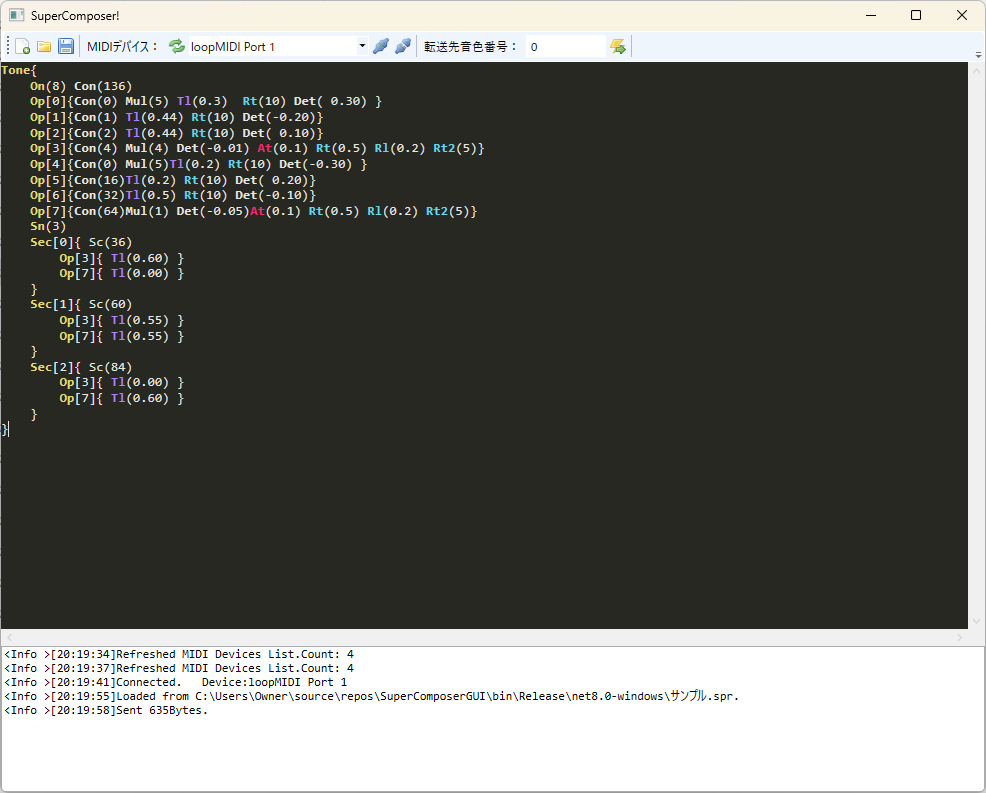 SuperComposer!
MIDIデバイス： loopMIDI Port 1 転送先音色番号： 0
Tone{
    On(8) Con(136)
    Op[0]{Con(0) Mul(5) Tl(0.3)  Rt(10) Det( 0.30) }
    Op[1]{Con(1) Tl(0.44) Rt(10) Det(-0.20)}
    Op[2]{Con(2) Tl(0.44) Rt(10) Det( 0.10)}
    Op[3]{Con(4) Mul(4) Det(-0.01) At(0.1) Rt(0.5) Rl(0.2) Rt2(5)}
    Op[4]{Con(0) Mul(5)Tl(0.2) Rt(10) Det(-0.30) }
    Op[5]{Con(16)Tl(0.2) Rt(10) Det( 0.20)}
    Op[6]{Con(32)Tl(0.5) Rt(10) Det(-0.10)}
    Op[7]{Con(64)Mul(1) Det(-0.05)At(0.1) Rt(0.5) Rl(0.2) Rt2(5)}
    Sn(3)
    Sec[0]{ Sc(36)
        Op[3]{ Tl(0.60) }
        Op[7]{ Tl(0.00) }
    }
    Sec[1]{ Sc(60)
        Op[3]{ Tl(0.55) }
        Op[7]{ Tl(0.55) }
    }
    Sec[2]{ Sc(84)
        Op[3]{ Tl(0.00) }
        Op[7]{ Tl(0.60) }
    }
}
<Info >[20:19:34]Refreshed MIDI Devices List.Count: 4
<Info >[20:19:37]Refreshed MIDI Devices List.Count: 4
<Info >[20:19:41]Connected.   Device:loopMIDI Port 1
<Info >[20:19:55]Loaded from C:\Users\Owner\source\repos\SuperComposerGUI\bin\Release\net8.0-windows\サンプル.spr.
<Info >[20:19:58]Sent 635Bytes.